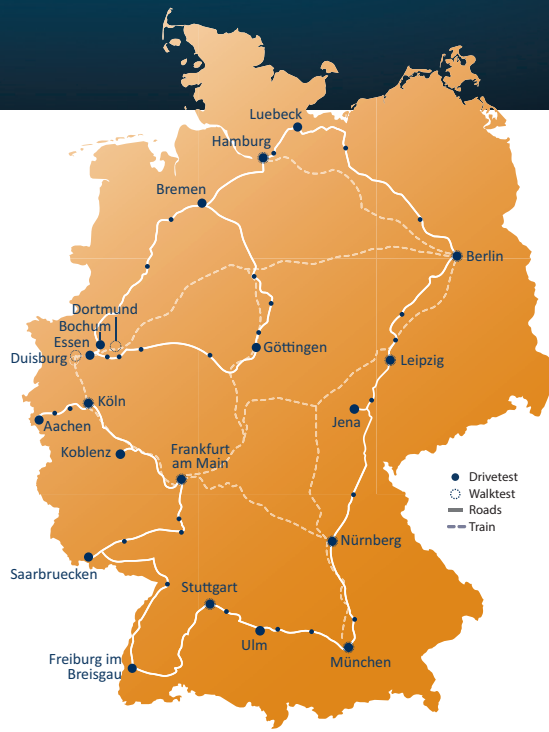 Luebeck
Hamburg
Bremen
Berlin
Dortmund
Bochum
Essen
Duisburg
Göttingen
Leipzig
Köln
Aachen
Jena
Koblenz
Frankfurt
am Main
Drivetest
Walktest
Roads
Train
Nürnberg
Saarbruecken
Stuttgart
Ulm
München
Freiburg im
Breisgau